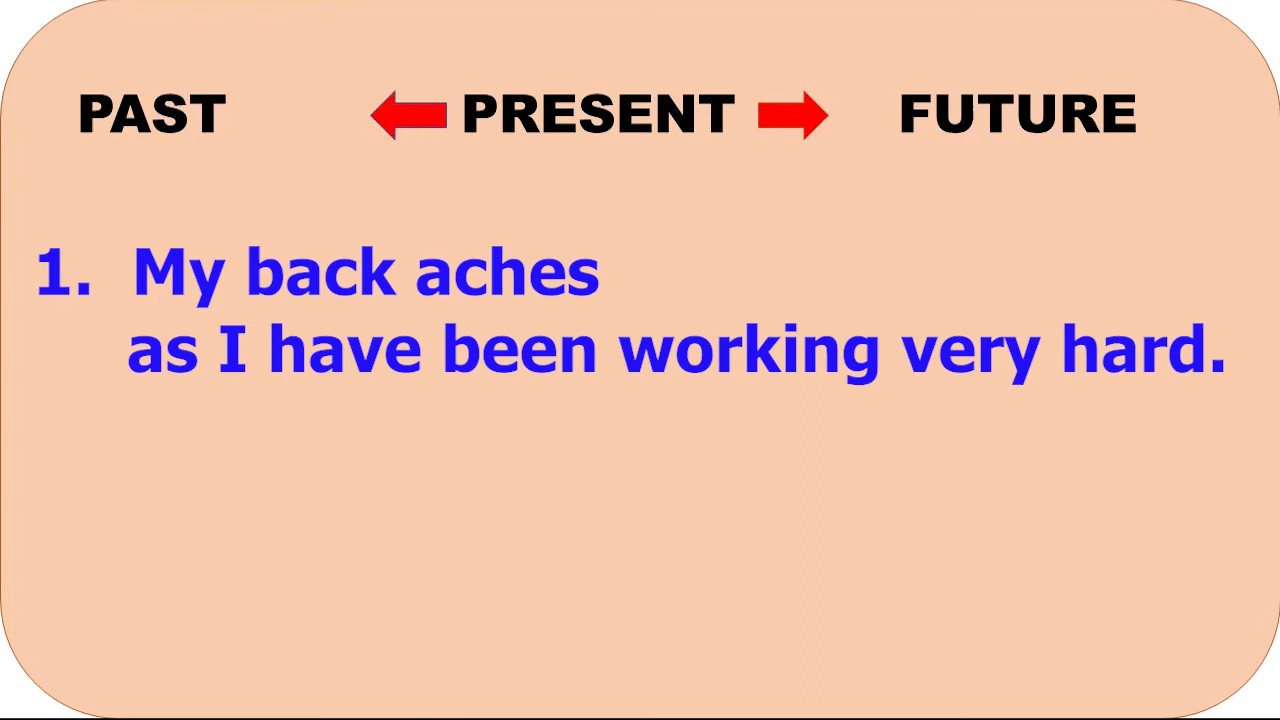 PAST PRESENT FUTURE
1. My back aches
as I have been working very hard.